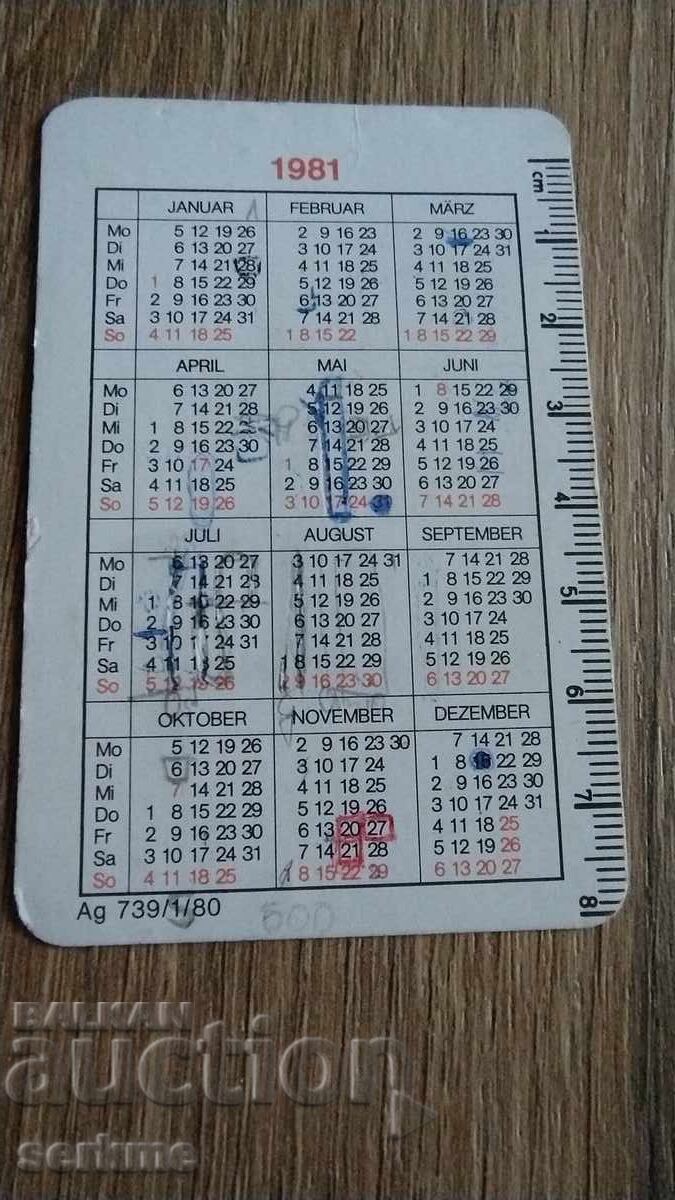 1981
cm
JANUAR FEBRUAR MÄRZ
Mo 5 12 19 26 2 9 16 23 2 9 16 23 30
Di 6 13 20 27 3 10 17 24 3 10 17 24 31
Mi 7 14 21 28 4 11 18 25 4 11 18 25
Do 1 8 15 22 29 5 12 19 26 5 12 19 26
Fr 2 9 16 23 30 6 13 20 27 6 13 20 27
Sa 3 10 17 24 31 7 14 21 28 7 14 21 28
So 4 11 18 25 1 8 15 22 1 8 15 22 29
APRIL MAI JUNI
Mo 6 13 20 27 4 11 18 25 1 8 15 22 29
Di 7 14 21 28 5 12 19 26 2 9 16 23 30
Mi 1 8 15 22 29 6 13 20 27 3 10 17 24
Do 2 9 16 23 30 7 14 21 28 4 11 18 25
Fr 3 10 17 24 1 8 15 22 29 5 12 19 26
Sa 4 11 18 25 2 9 16 23 30 6 13 20 27
So 5 12 19 26 3 10 17 24 31 7 14 21 28
JULI AUGUST SEPTEMBER
Mo 6 13 20 27 3 10 17 24 31 7 14 21 28
Di 7 14 21 28 4 11 18 25 1 8 15 22 29
Mi 1 8 15 22 29 5 12 19 26 2 9 16 23 30
Do 2 9 16 23 30 6 13 20 27 3 10 17 24
Fr 3 10 17 24 31 7 14 21 28 4 11 18 25
Sa 4 11 18 25 1 8 15 22 29 5 12 19 26
So 5 12 19 26 2 9 16 23 30 6 13 20 27
OKTOBER NOVEMBER DEZEMBER
Mo 5 12 19 26 2 9 16 23 30 7 14 21 28
Di 6 13 20 27 3 10 17 24 1 8 15 22 29
Mi 7 14 21 28 4 11 18 25 2 9 16 23 30
Do 1 8 15 22 29 5 12 19 26 3 10 17 24 31
Fr 2 9 16 23 30 6 13 20 27 4 11 18 25
Sa 3 10 17 24 31 7 14 21 28 5 12 19 26
So 4 11 18 25 1 8 15 22 29 6 13 20 27
1
2
3
4
5
6
7
8
Ag 739/1/80 500
BALKAN
auction
serkme